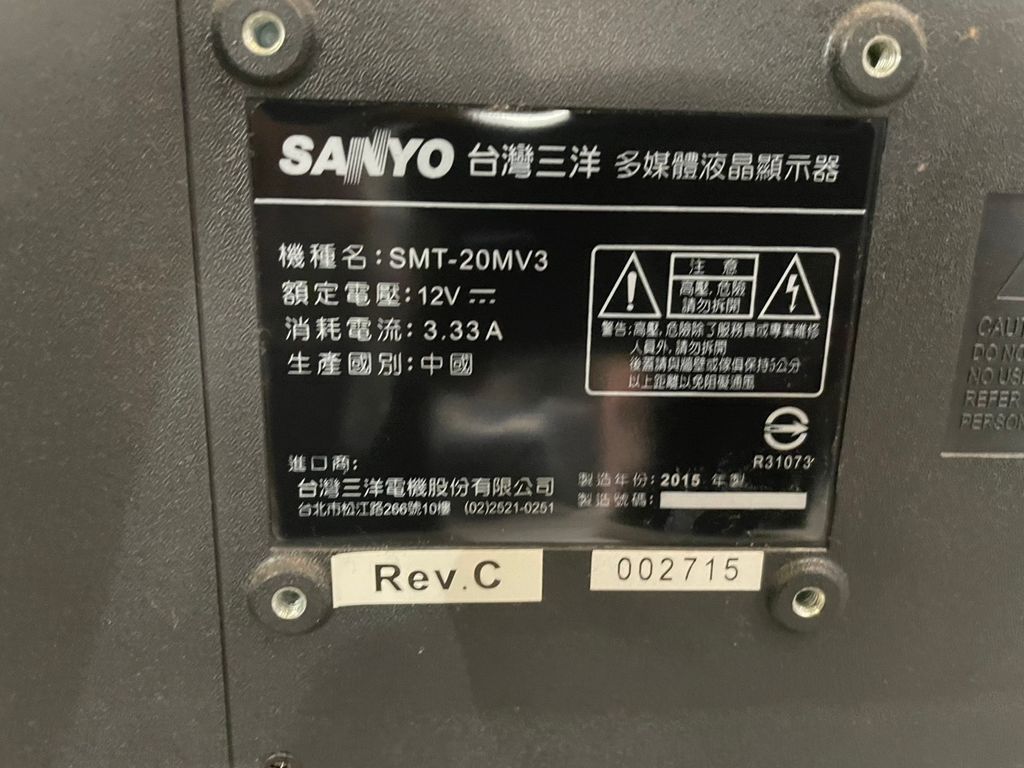 SANYO 台灣三洋 多媒體液晶顯示器
機種名：SMT-20MV3
額定電壓：12V
消耗電流：3.33A
生產國別：中國
注意
高壓，危險
請勿拆開
警告：高壓，危險除了服務員或專業維修
人員外，請勿拆開
後蓋請與牆壁或傢俱保持5公分
以上距離以免阻礙通風
R31073
進口商：
台灣三洋電機股份有限公司
台北市松江路266號10樓 (02)2521-0251
製造年份：2015 年製
製造號碼：
Rev.C
002715
CAUT
DO NO
NO USE
REFER
PERSON